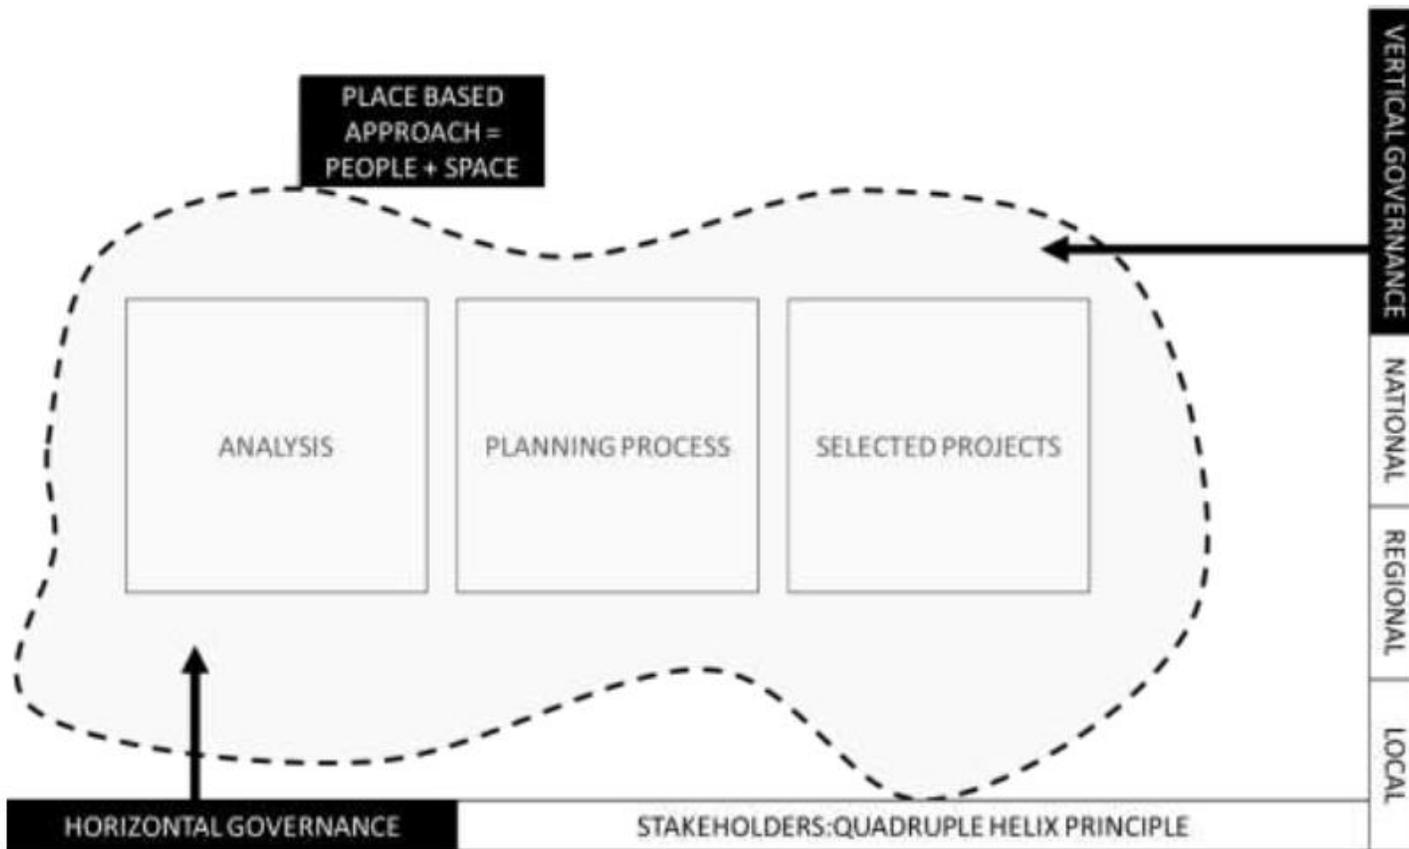 PLACE BASED
APPROACH =
PEOPLE + SPACE
VERTICAL GOVERNANCE
NATIONAL
REGIONAL
LOCAL
ANALYSIS
PLANNING PROCESS
SELECTED PROJECTS
HORIZONTAL GOVERNANCE
STAKEHOLDERS:QUADRUPLE HELIX PRINCIPLE